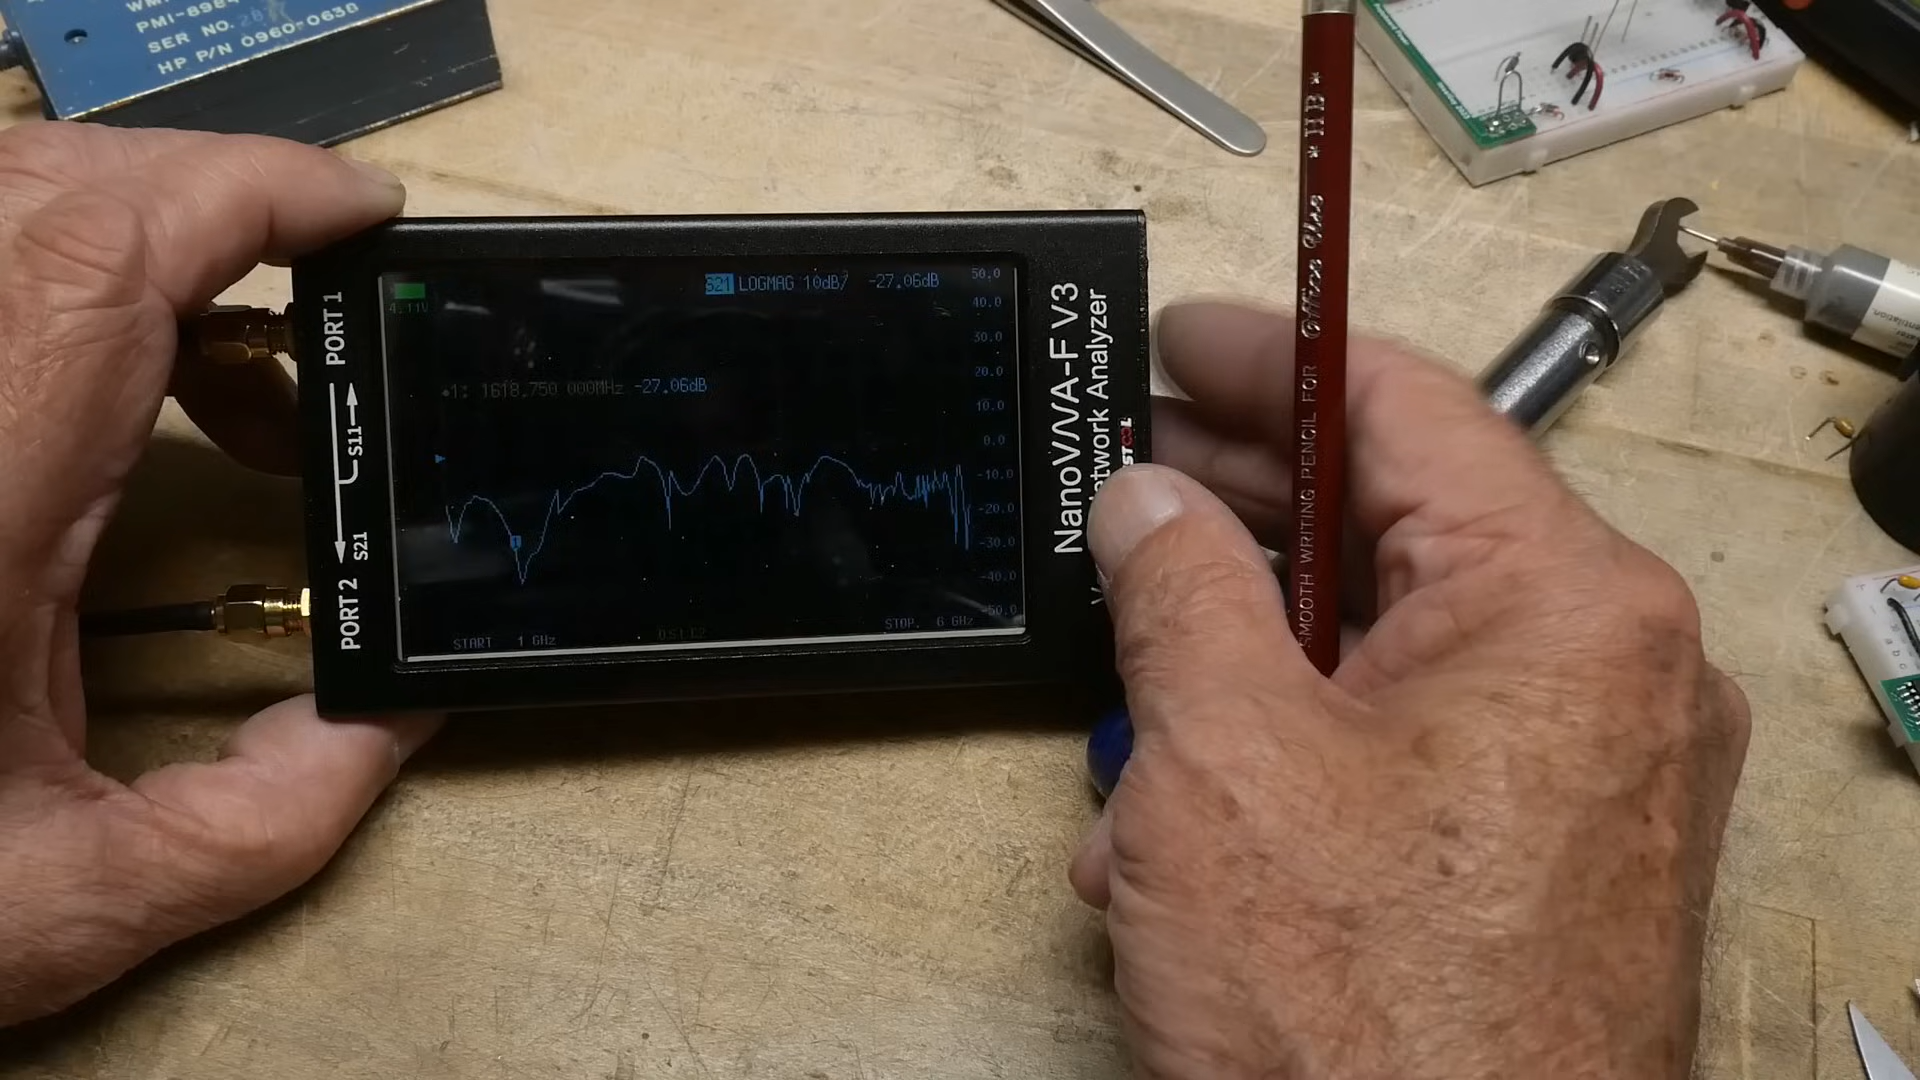 PMI-898
SER NO. 28
HP P/N 0960-0638
PORT 1
S11
S21
PORT 2
4.11V
S21 LOGMAG 10dB/ -27.06dB
1: 1618.750 000MHz -27.06dB
50.0
40.0
30.0
20.0
10.0
0.0
-10.0
-20.0
-30.0
-40.0
-50.0
START 1 GHz
STOP 6 GHz
NanoVNA-F V3
Network Analyzer
SMOOTH WRITING PENCIL FOR Office Use * HB *